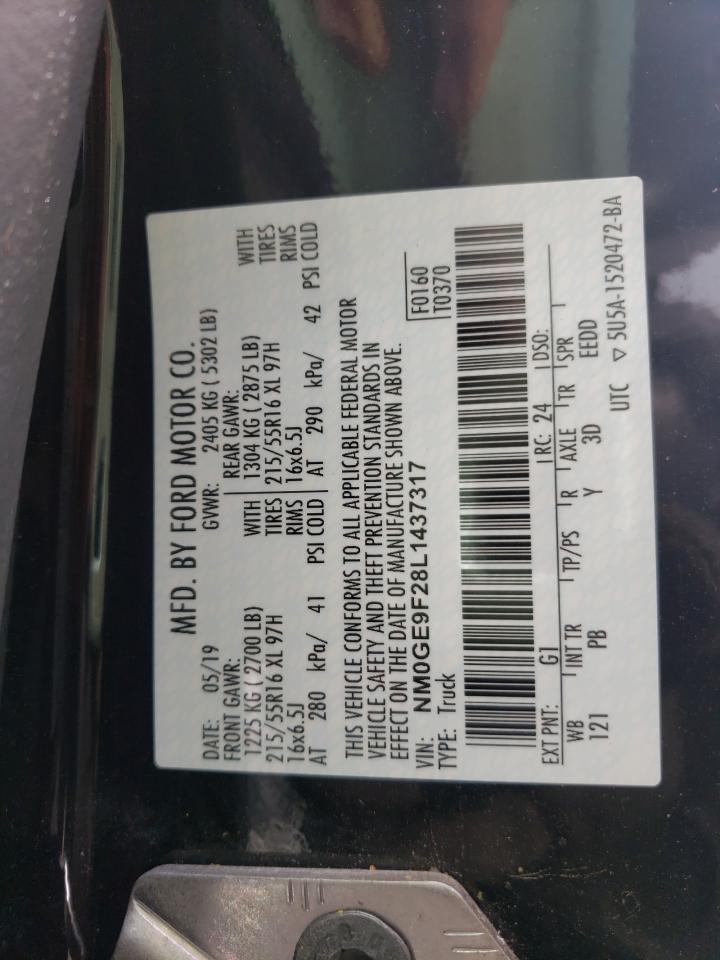 MFD. BY FORD MOTOR CO.
DATE: 05/19 GVWR: 2405 KG ( 5302 LB)
FRONT GAWR: REAR GAWR:
1225 KG ( 2700 LB) WITH 1304 KG ( 2875 LB) WITH
215/55R16 XL 97H TIRES 215/55R16 XL 97H TIRES
16x6.5J RIMS 16x6.5J RIMS
AT 280 kPa/ 41 PSI COLD AT 290 kPa/ 42 PSI COLD
THIS VEHICLE CONFORMS TO ALL APPLICABLE FEDERAL MOTOR
VEHICLE SAFETY AND THEFT PREVENTION STANDARDS IN
EFFECT ON THE DATE OF MANUFACTURE SHOWN ABOVE.
VIN: NM0GE9F28L1437317 F0160
TYPE: Truck T0370
EXT PNT: G1 RC: 24 DSO:
WB INT TR TP/PS R AXLE TR SPR
121 PB Y 3D EEDD
UTC ▽ 5U5A-1520472-BA